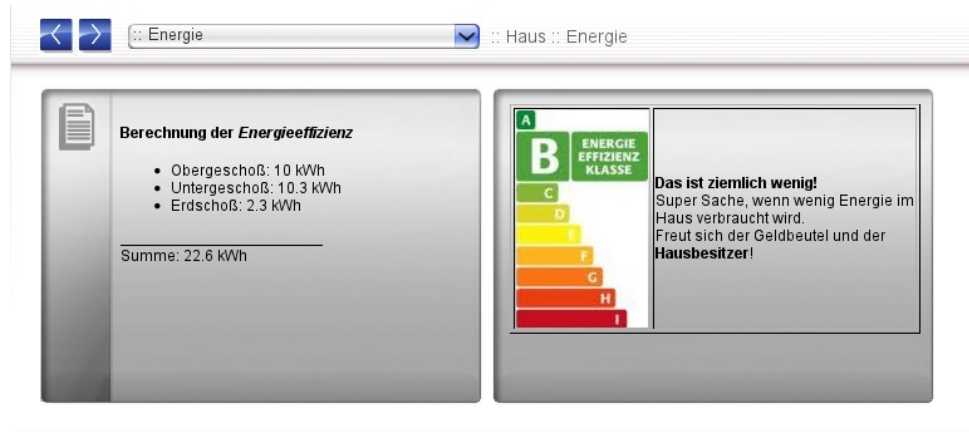 :: Energie
:: Haus :: Energie
Berechnung der Energieeffizienz
• Obergeschoß: 10 kWh
• Untergeschoß: 10.3 kWh
• Erdschoß: 2.3 kWh
Summe: 22.6 kWh
A
B
ENERGIE
EFFIZIENZ
KLASSE
C
D
E
F
G
H
I
Das ist ziemlich wenig!
Super Sache, wenn wenig Energie im
Haus verbraucht wird.
Freut sich der Geldbeutel und der
Hausbesitzer!